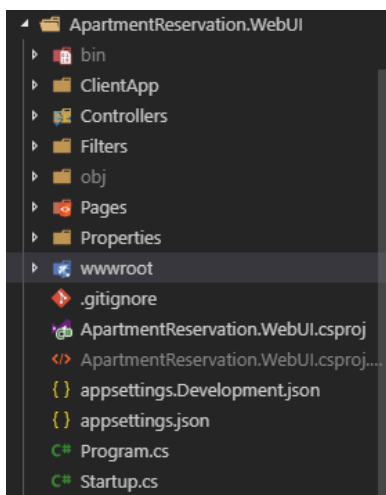 ApartmentReservation.WebUI
bin
ClientApp
Controllers
Filters
obj
Pages
Properties
wwwroot
.gitignore
ApartmentReservation.WebUI.csproj
</> ApartmentReservation.WebUI.csproj....
{ } appsettings.Development.json
{ } appsettings.json
C# Program.cs
C# Startup.cs